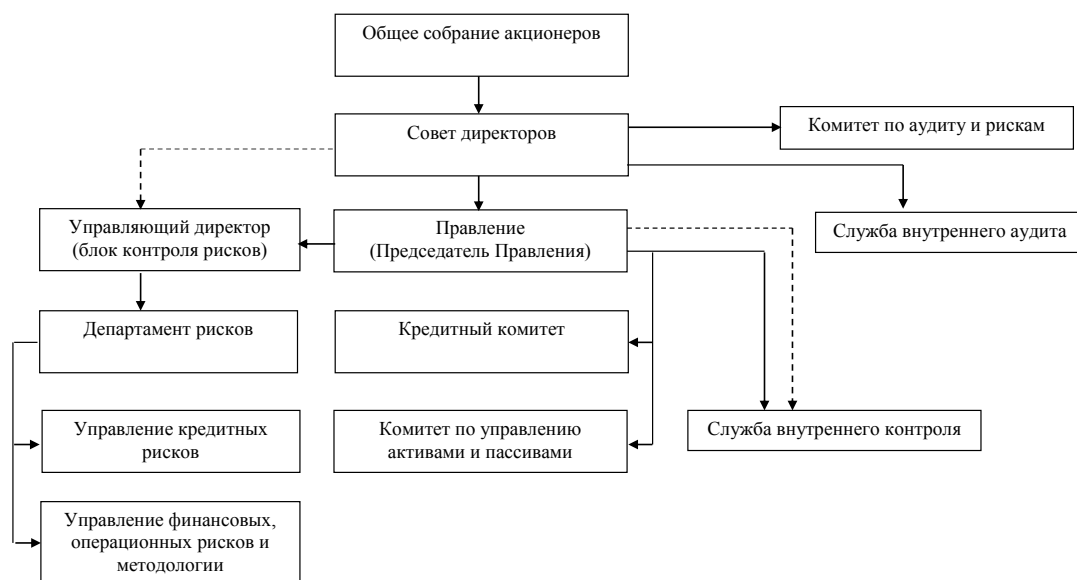 Общее собрание акционеров
Совет директоров
Комитет по аудиту и рискам
Управляющий директор
(блок контроля рисков)
Правление
(Председатель Правления)
Служба внутреннего аудита
Департамент рисков
Кредитный комитет
Управление кредитных
рисков
Комитет по управлению
активами и пассивами
Служба внутреннего контроля
Управление финансовых,
операционных рисков и
методологии